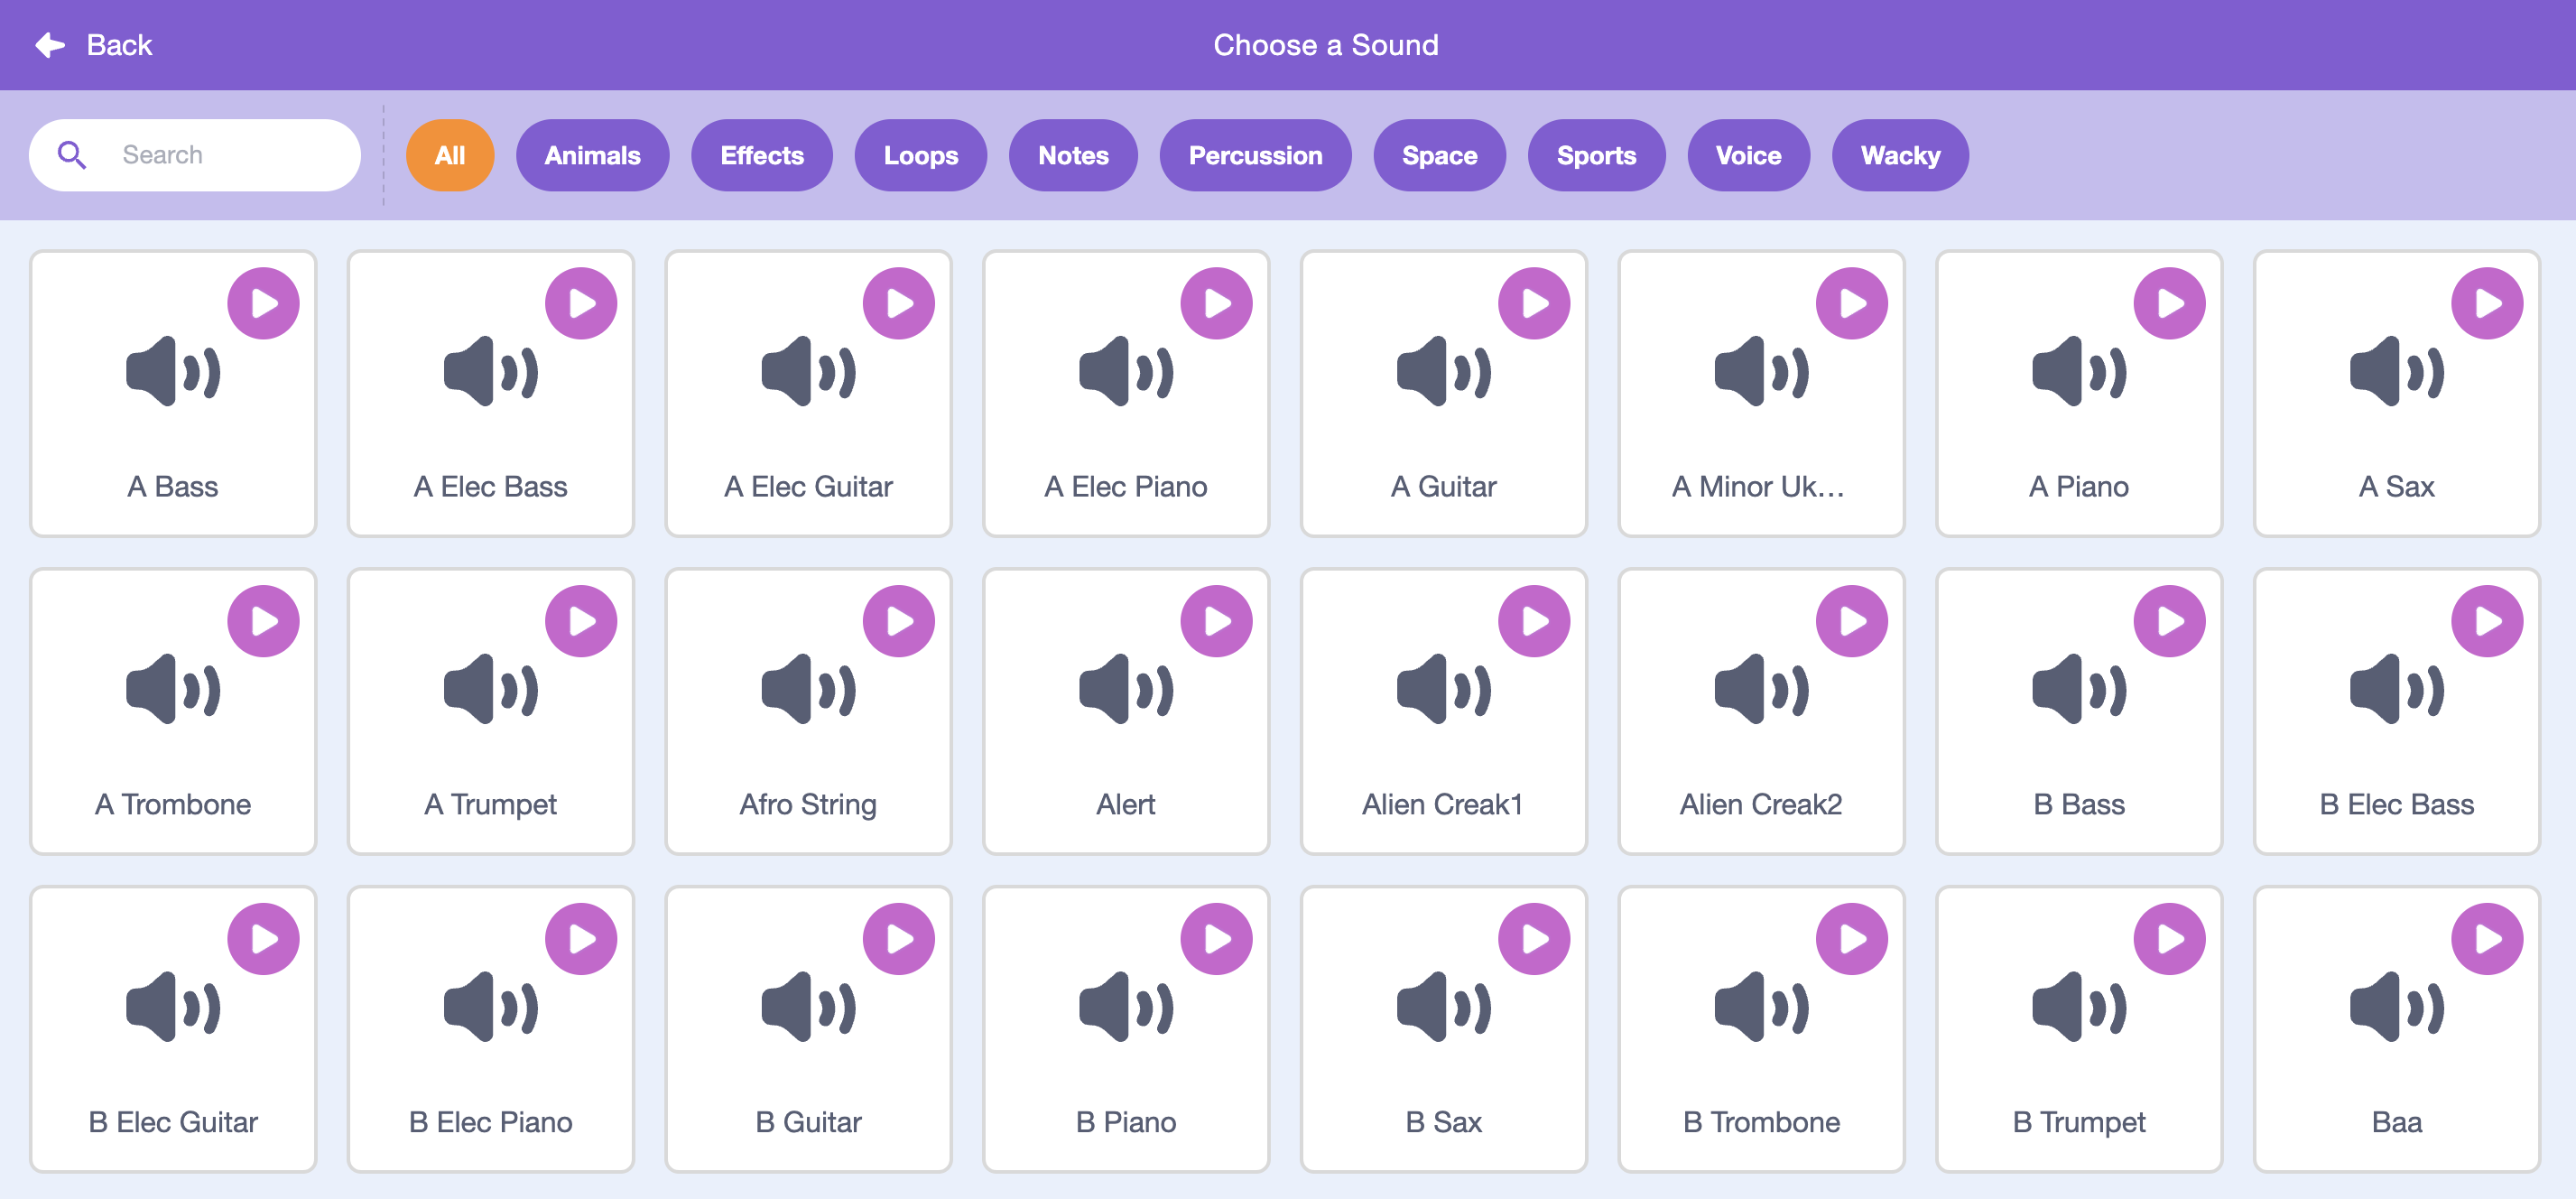 Back
Choose a Sound
Search
All
Animals
Effects
Loops
Notes
Percussion
Space
Sports
Voice
Wacky
A Bass
A Elec Bass
A Elec Guitar
A Elec Piano
A Guitar
A Minor Uk...
A Piano
A Sax
A Trombone
A Trumpet
Afro String
Alert
Alien Creak1
Alien Creak2
B Bass
B Elec Bass
B Elec Guitar
B Elec Piano
B Guitar
B Piano
B Sax
B Trombone
B Trumpet
Baa